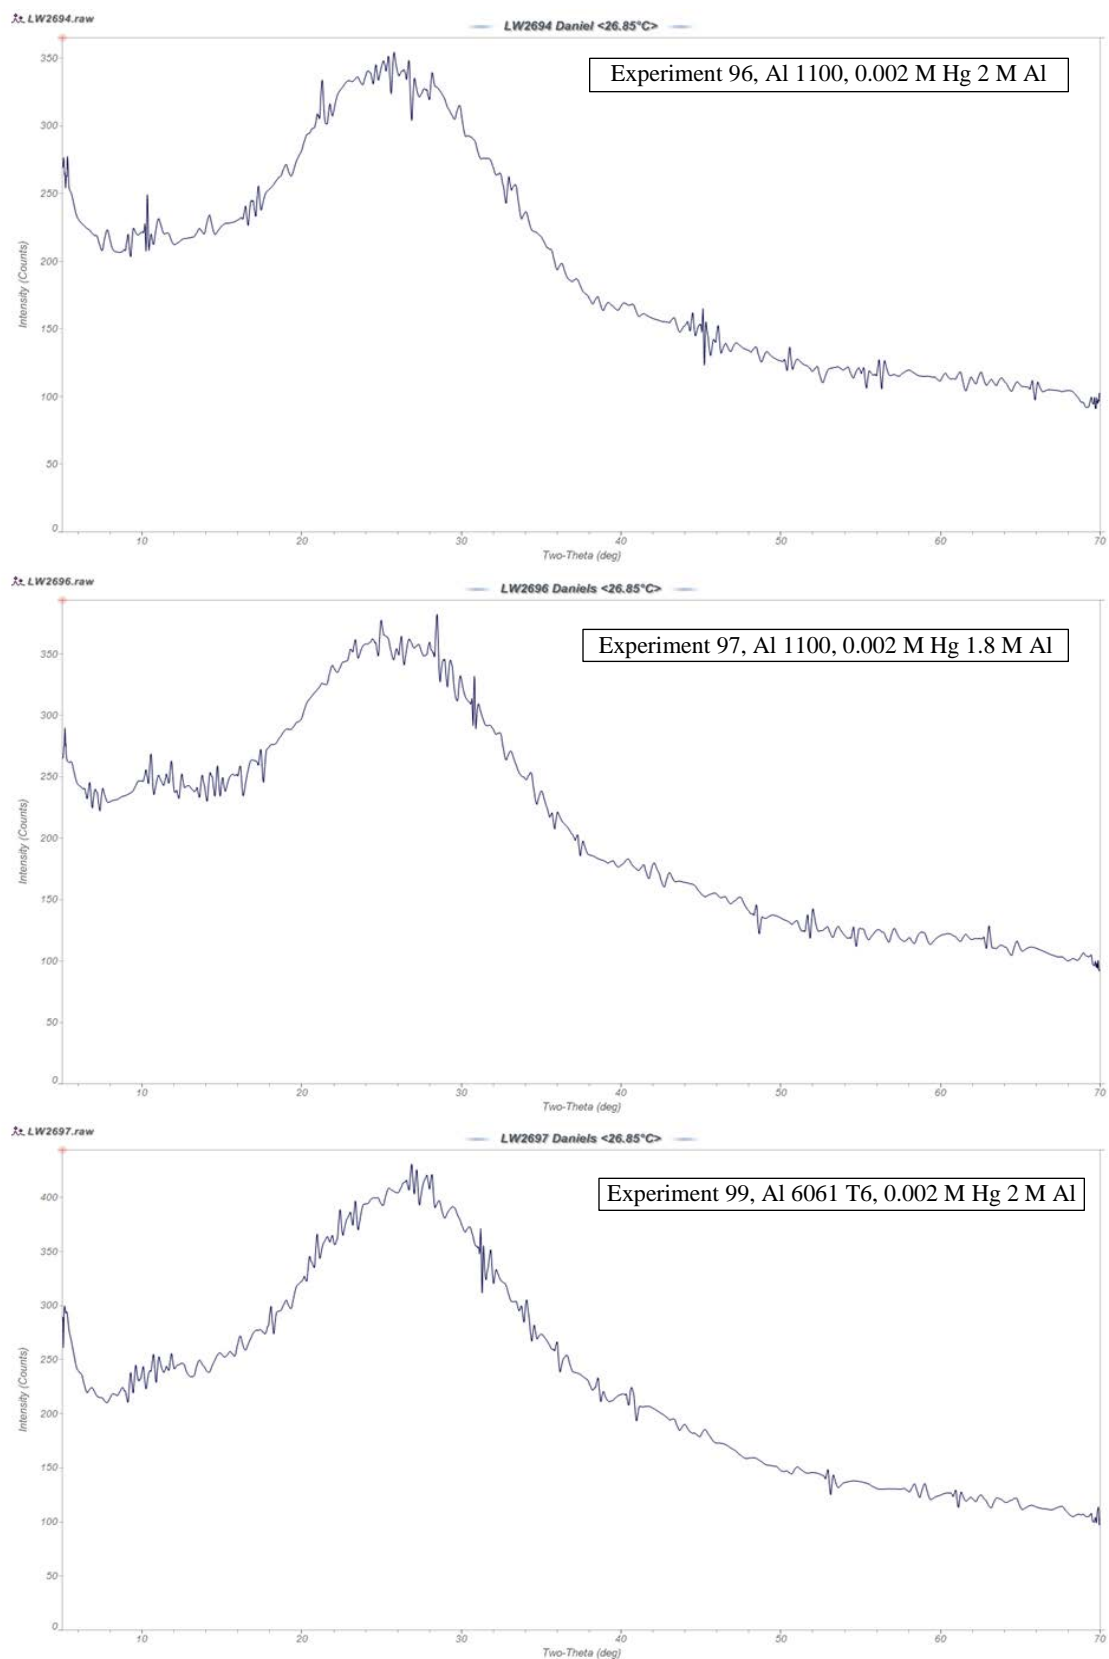 LW2694.raw
LW2694 Daniel <26.85°C>
Experiment 96, Al 1100, 0.002 M Hg 2 M Al
350
300
250
200
150
100
50
0
Intensity (Counts)
10 20 30 40 50 60 70
Two-Theta (deg)
LW2696.raw
LW2696 Daniels <26.85°C>
Experiment 97, Al 1100, 0.002 M Hg 1.8 M Al
350
300
250
200
150
100
50
0
Intensity (Counts)
10 20 30 40 50 60 70
Two-Theta (deg)
LW2697.raw
LW2697 Daniels <26.85°C>
Experiment 99, Al 6061 T6, 0.002 M Hg 2 M Al
400
350
300
250
200
150
100
50
0
Intensity (Counts)
10 20 30 40 50 60 70
Two-Theta (deg)